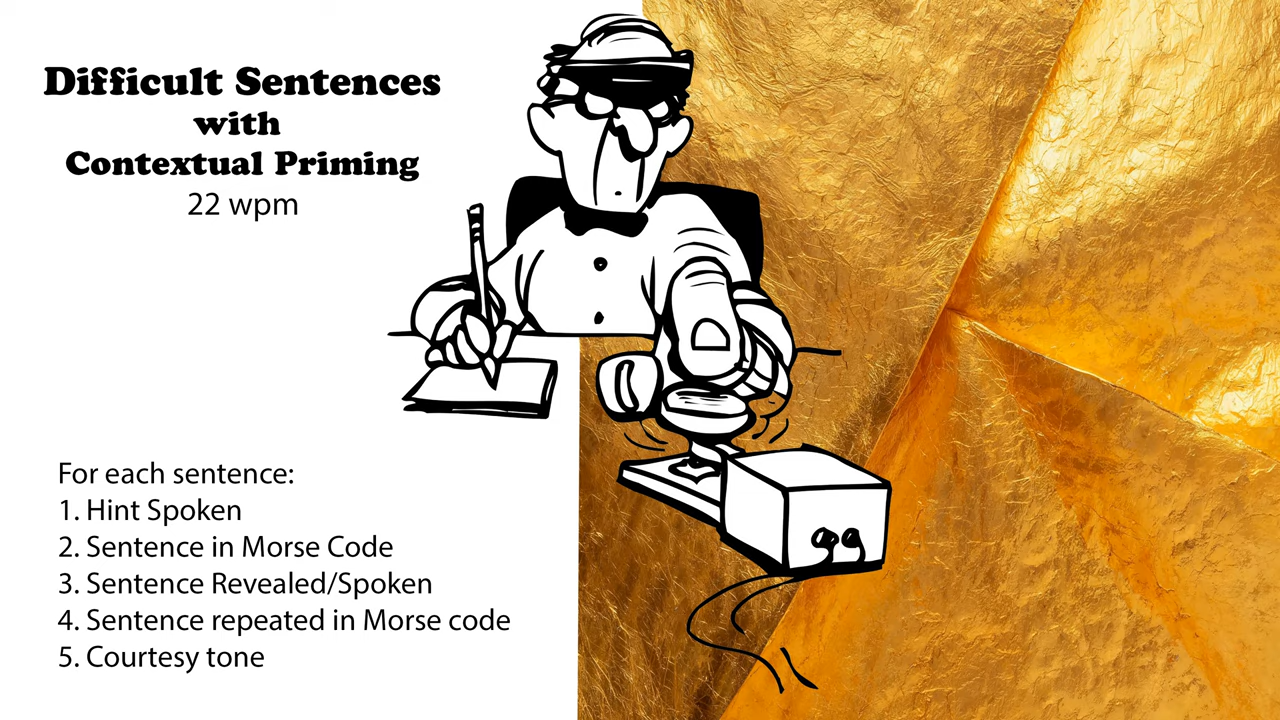 Difficult Sentences
with
Contextual Priming
22 wpm
For each sentence:
1. Hint Spoken
2. Sentence in Morse Code
3. Sentence Revealed/Spoken
4. Sentence repeated in Morse code
5. Courtesy tone